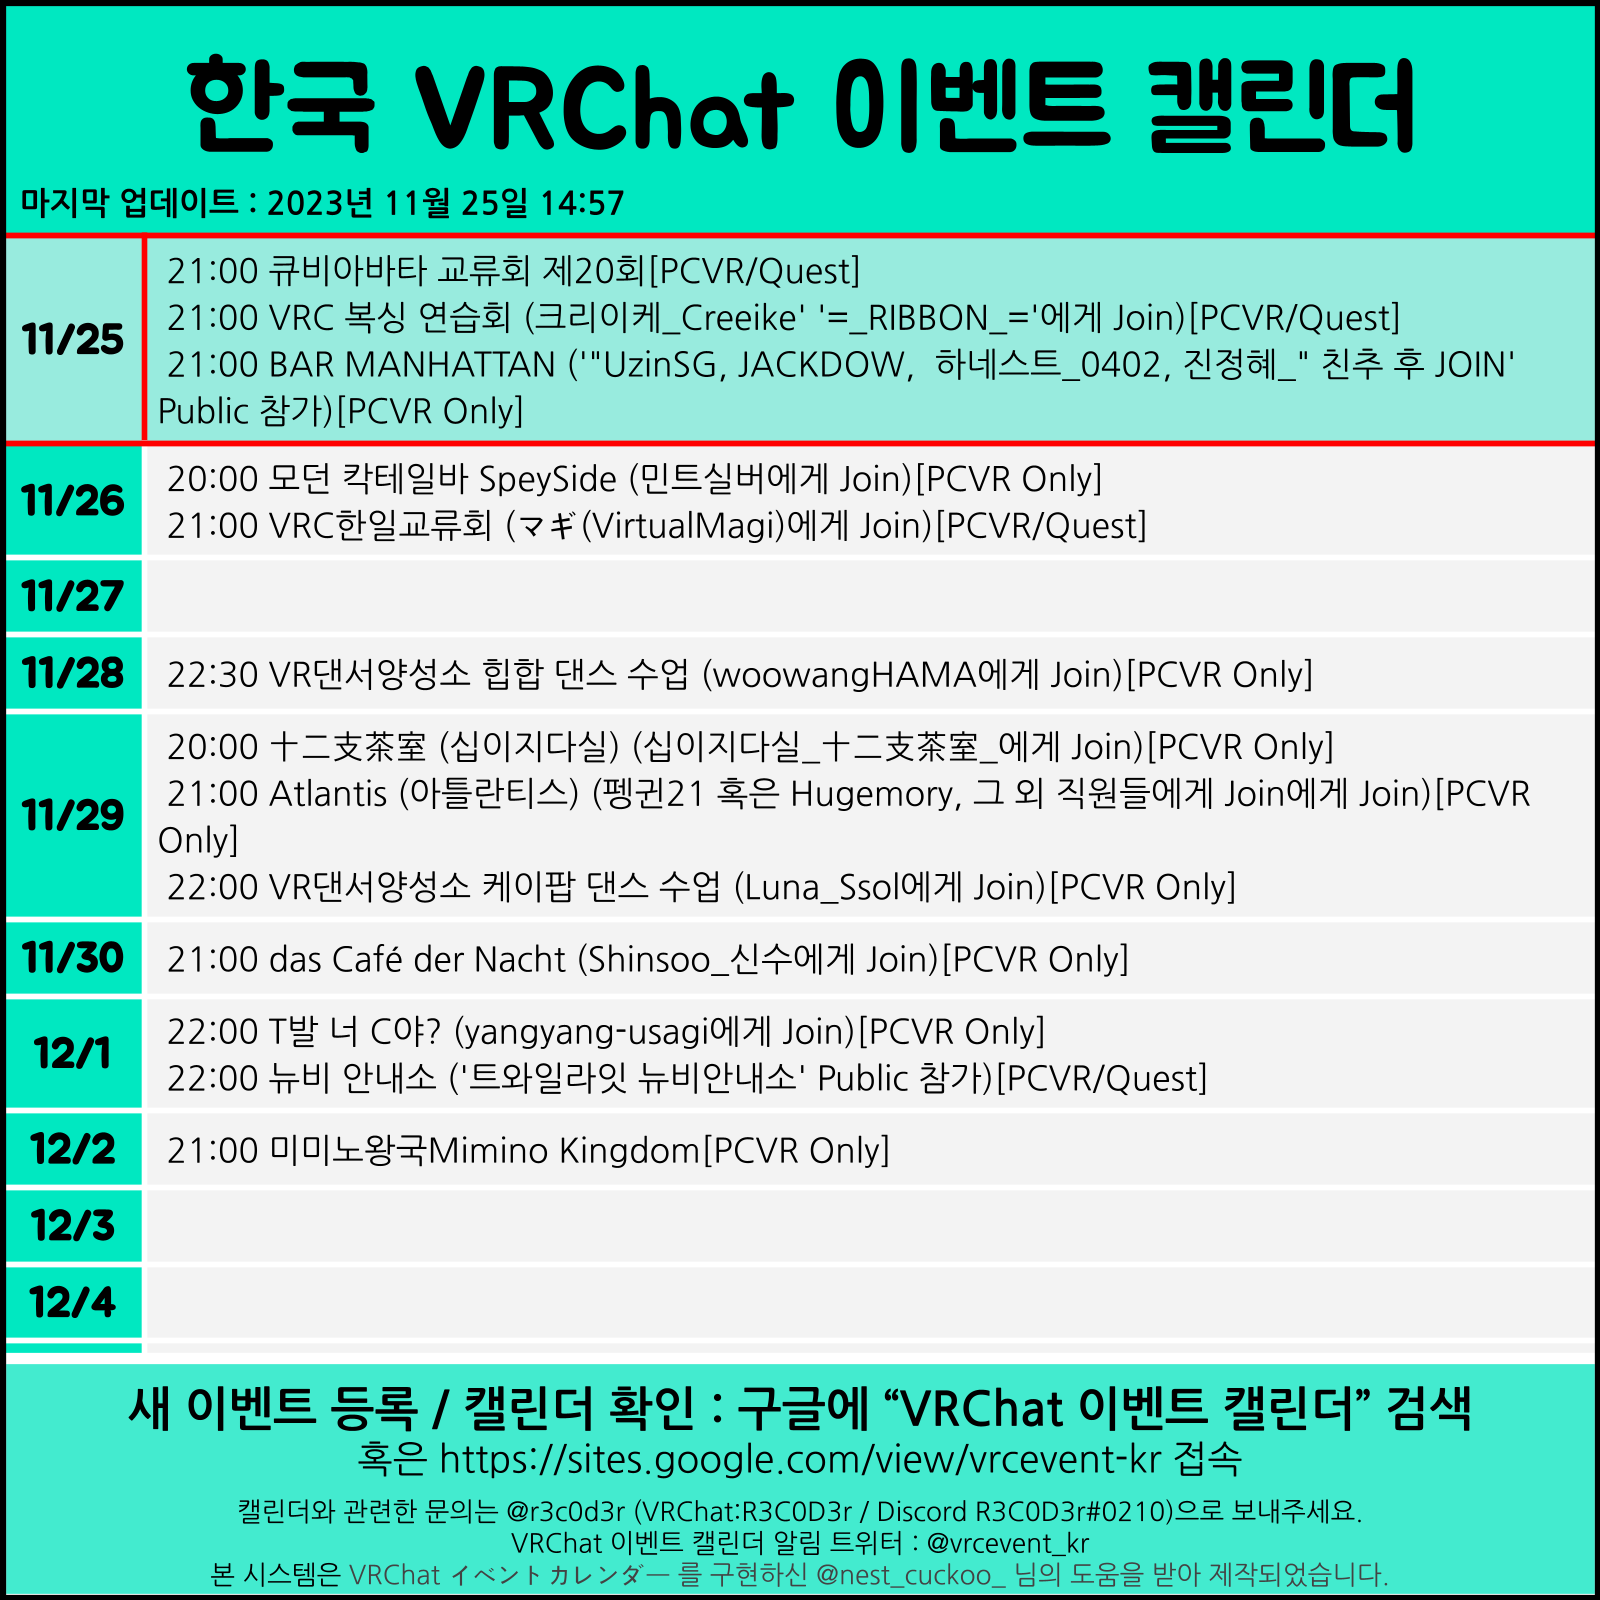 한국 VRChat 이벤트 캘린더
마지막 업데이트 : 2023년 11월 25일 14:57
11/25
21:00 큐비아바타 교류회 제20회[PCVR/Quest]
21:00 VRC 복싱 연습회 (크리이케_Creeike' '=_RIBBON_='에게 Join)[PCVR/Quest]
21:00 BAR MANHATTAN ('"UzinSG, JACKDOW,  하네스트_0402, 진정혜_" 친추 후 JOIN'
Public 참가)[PCVR Only]
11/26
20:00 모던 칵테일바 SpeySide (민트실버에게 Join)[PCVR Only]
21:00 VRC한일교류회 (マギ(VirtualMagi)에게 Join)[PCVR/Quest]
11/27
11/28
22:30 VR댄서양성소 힙합 댄스 수업 (woowangHAMA에게 Join)[PCVR Only]
11/29
20:00 十二支茶室 (십이지다실) (십이지다실_十二支茶室_에게 Join)[PCVR Only]
21:00 Atlantis (아틀란티스) (펭귄21 혹은 Hugemory, 그 외 직원들에게 Join에게 Join)[PCVR
Only]
22:00 VR댄서양성소 케이팝 댄스 수업 (Luna_Ssol에게 Join)[PCVR Only]
11/30
21:00 das Café der Nacht (Shinsoo_신수에게 Join)[PCVR Only]
12/1
22:00 T발 너 C야? (yangyang-usagi에게 Join)[PCVR Only]
22:00 뉴비 안내소 ('트와일라잇 뉴비안내소' Public 참가)[PCVR/Quest]
12/2
21:00 미미노왕국Mimino Kingdom[PCVR Only]
12/3
12/4
새 이벤트 등록 / 캘린더 확인 : 구글에 “VRChat 이벤트 캘린더” 검색
혹은 https://sites.google.com/view/vrcevent-kr 접속
캘린더와 관련한 문의는 @r3c0d3r (VRChat:R3C0D3r / Discord R3C0D3r#0210)으로 보내주세요.
VRChat 이벤트 캘린더 알림 트위터 : @vrcevent_kr
본 시스템은 VRChat イベントカレンダー 를 구현하신 @nest_cuckoo_ 님의 도움을 받아 제작되었습니다.